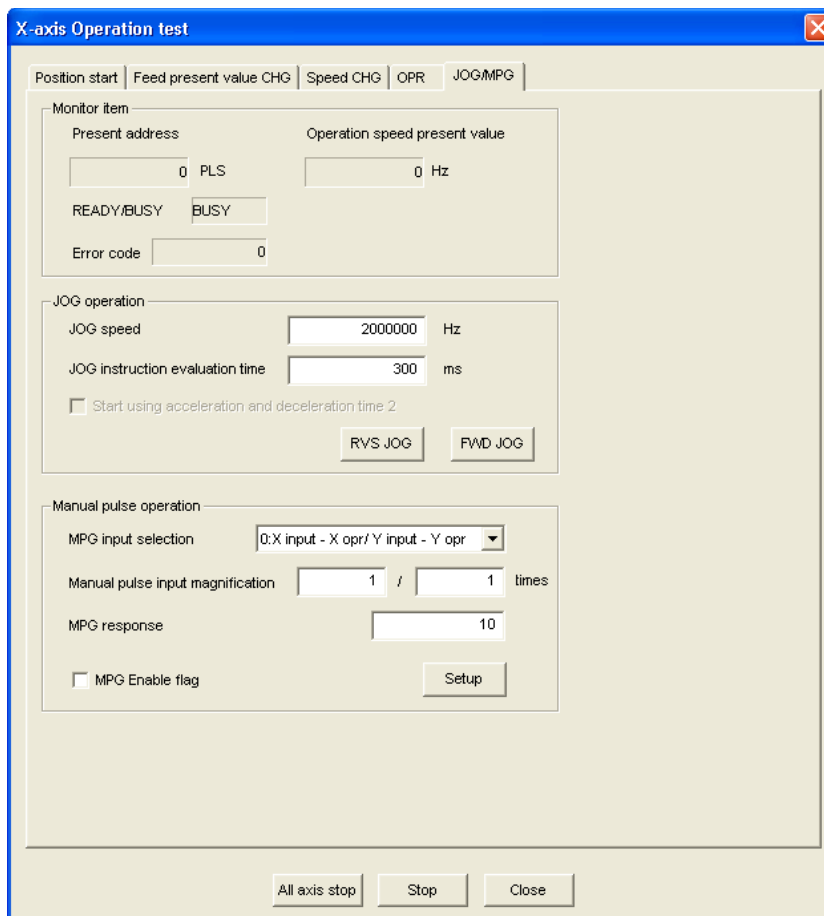 X-axis Operation test
Position start Feed present value CHG Speed CHG OPR JOG/MPG
Monitor item
Present address Operation speed present value
0 PLS 0 Hz
READY/BUSY BUSY
Error code 0
JOG operation
JOG speed 2000000 Hz
JOG instruction evaluation time 300 ms
Start using acceleration and deceleration time 2
RVS JOG FWD JOG
Manual pulse operation
MPG input selection 0:X input - X opr/ Y input - Y opr
Manual pulse input magnification 1 / 1 times
MPG response 10
MPG Enable flag Setup
All axis stop Stop Close